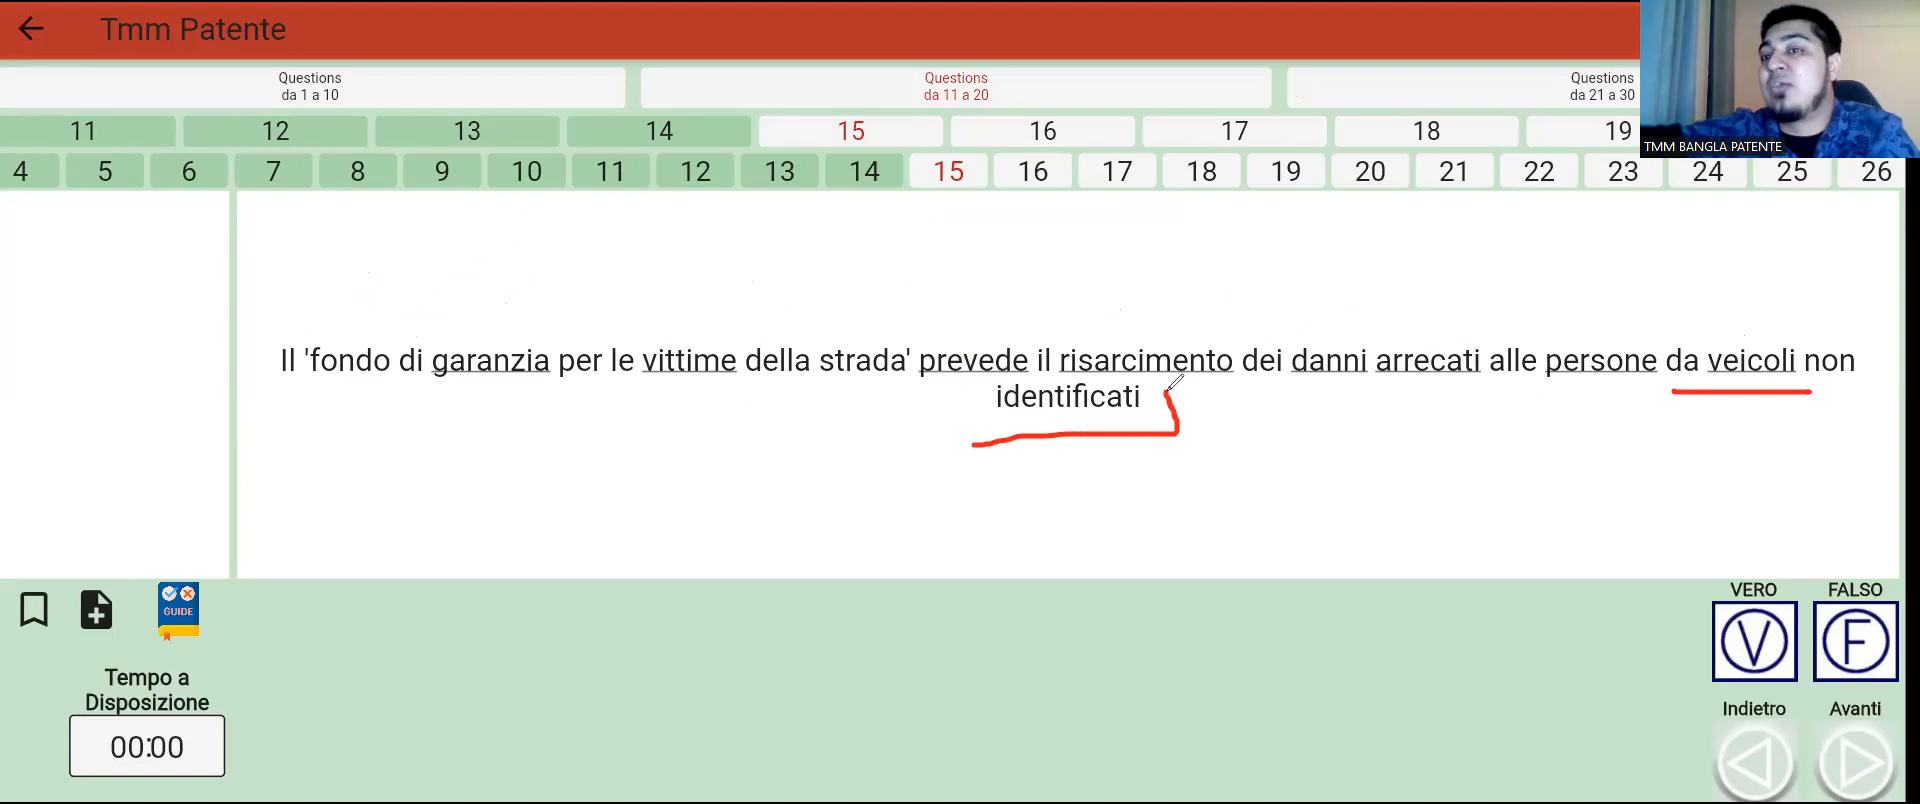 Tmm Patente
Questions
da 1 a 10
Questions
da 11 a 20
Questions
da 21 a 30
11 12 13 14 15 16 17 18 19
TMM BANGLA PATENTE
4 5 6 7 8 9 10 11 12 13 14 15 16 17 18 19 20 21 22 23 24 25 26
Il 'fondo di garanzia per le vittime della strada' prevede il risarcimento dei danni arrecati alle persone da veicoli non
identificati
GUIDE
VERO FALSO
V F
Tempo a
Disposizione
00:00
Indietro Avanti